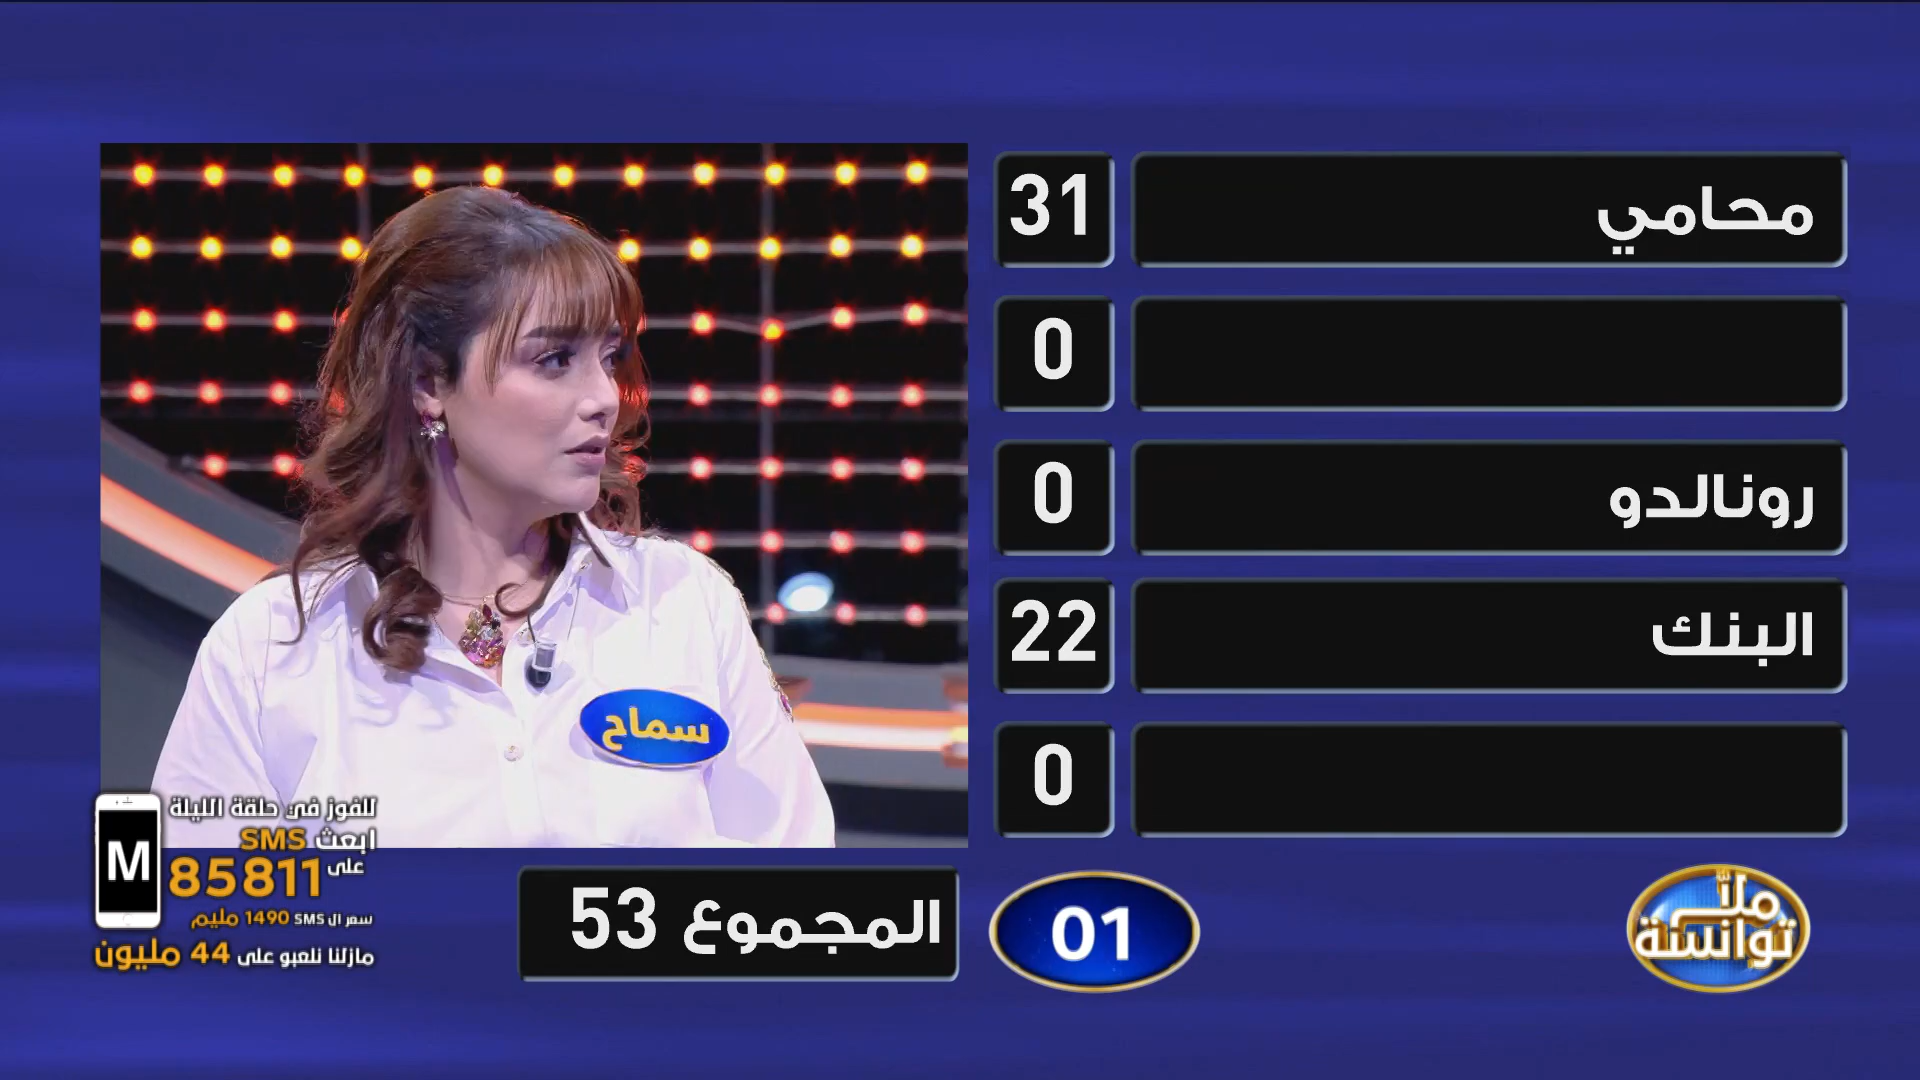 محامي 31
0
رونالدو 0
البنك 22
0
سماح
للفوز في حلقة الليلة
ابعث SMS
على 85811
M
سعر ال SMS 1490 مليم
مازلنا نلعبو على 44 مليون
المجموع 53
01
ملا
توانسة